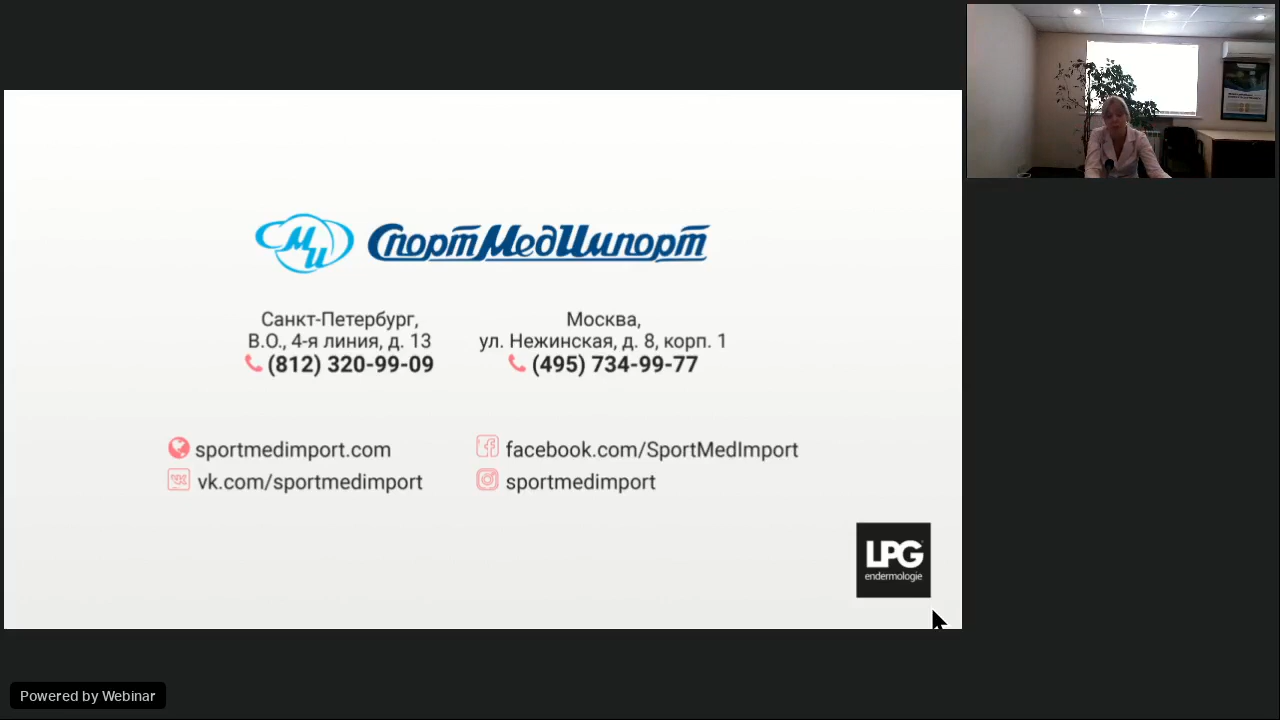 МИ СпортМедИмпорт
Санкт-Петербург,
В.О., 4-я линия, д. 13
(812) 320-99-09
Москва,
ул. Нежинская, д. 8, корп. 1
(495) 734-99-77
sportmedimport.com
vk.com/sportmedimport
facebook.com/SportMedImport
sportmedimport
LPG
endermologie
Powered by Webinar